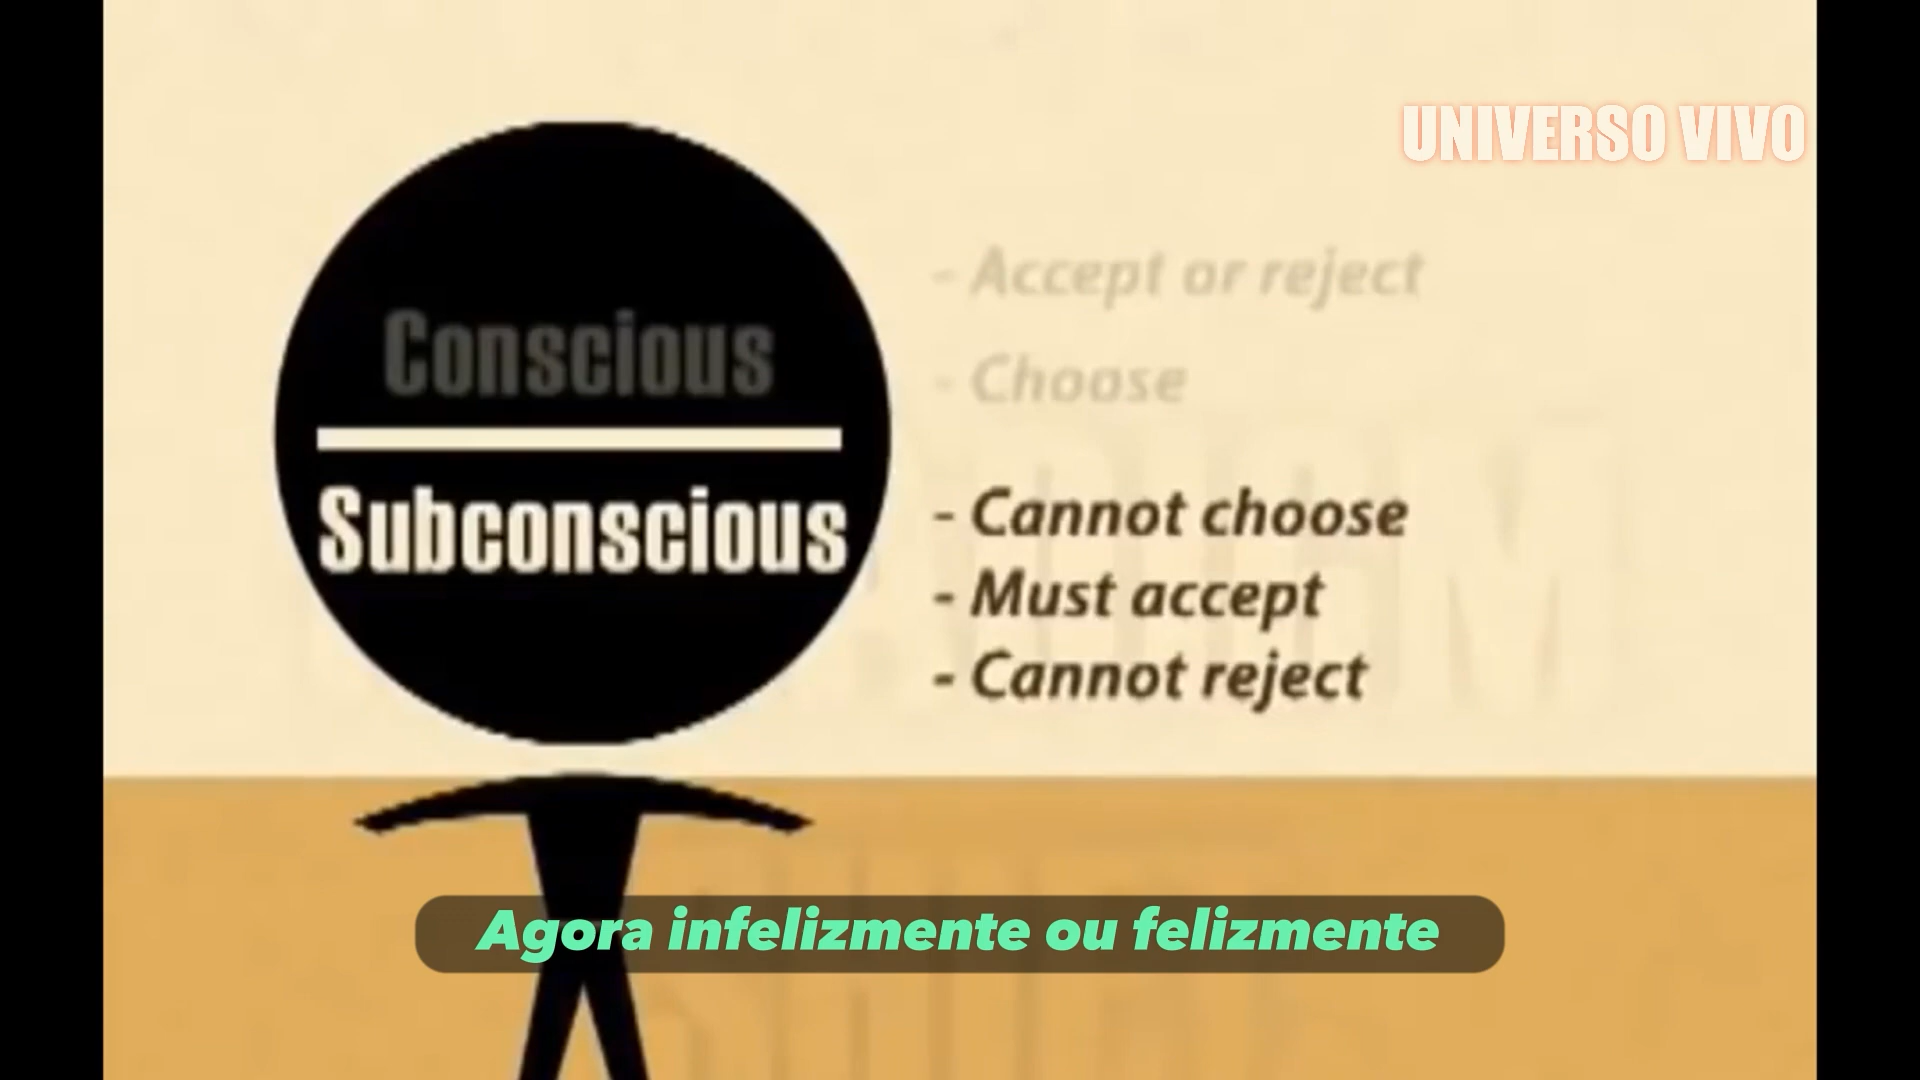 UNIVERSO VIVO
- Accept or reject
Conscious
- Choose
Subconscious
- Cannot choose
- Must accept
- Cannot reject
Agora infelizmente ou felizmente